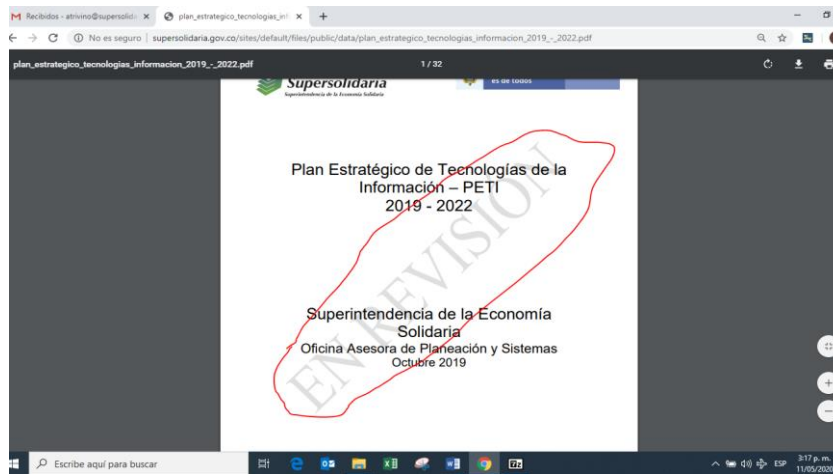 Recibidos - atrivino@supersolid
plan_estrategico_tecnologias_inf
No es seguro | supersolidaria.gov.co/sites/default/files/public/data/plan_estrategico_tecnologias_informacion_2019_-_2022.pdf
plan_estrategico_tecnologias_informacion_2019_-_2022.pdf
1 / 32
Supersolidaria
Superintendencia de la Economía Solidaria
es de todos
Plan Estratégico de Tecnologías de la
Información – PETI
2019 - 2022
EN REVISIÓN
Superintendencia de la Economía
Solidaria
Oficina Asesora de Planeación y Sistemas
Octubre 2019
Escribe aquí para buscar
ESP
3:17 p. m.
11/05/2020